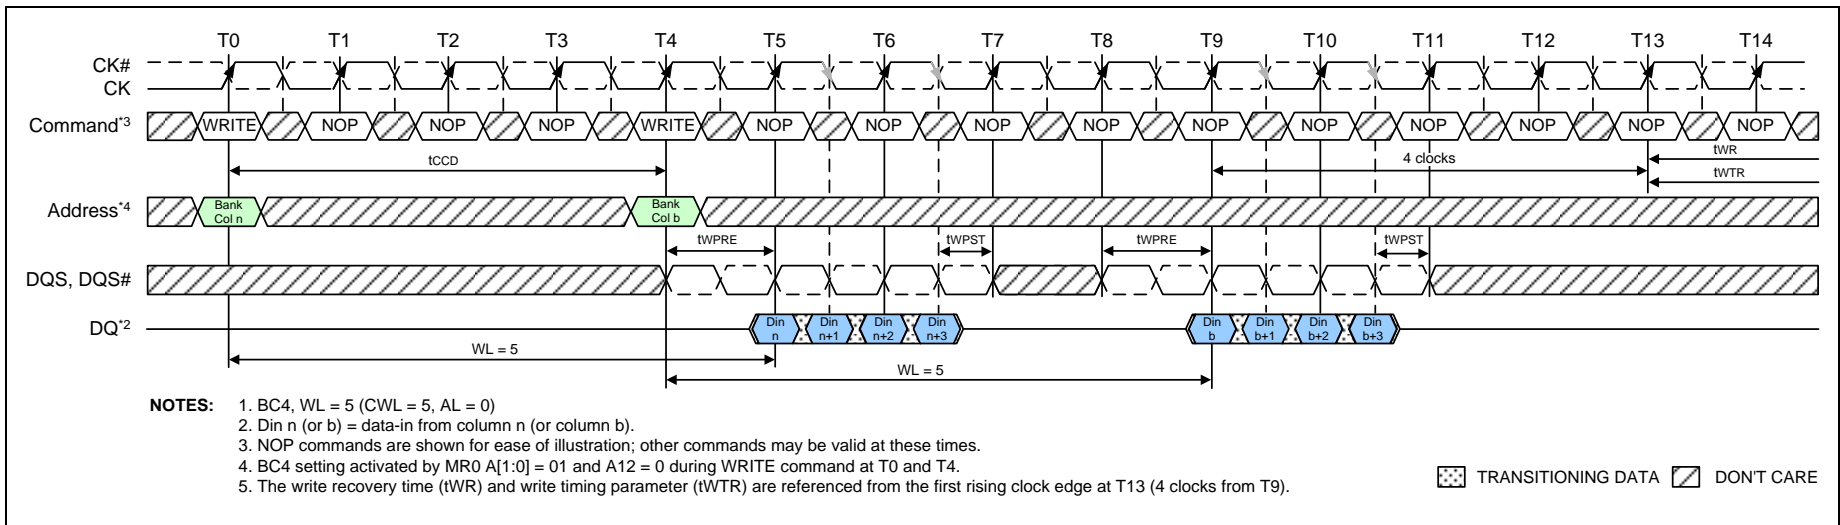 T0 T1 T2 T3 T4 T5 T6 T7 T8 T9 T10 T11 T12 T13 T14
CK#
CK
Command*3 WRITE NOP NOP NOP WRITE NOP NOP NOP NOP NOP NOP NOP NOP NOP NOP
tCCD 4 clocks tWR
tWTR
Address*4 Bank Col n Bank Col b
tWPRE tWPST tWPRE tWPST
DQS, DQS#
DQ*2 Din n Din n+1 Din n+2 Din n+3 Din b Din b+1 Din b+2 Din b+3
WL = 5
WL = 5
NOTES: 1. BC4, WL = 5 (CWL = 5, AL = 0)
2. Din n (or b) = data-in from column n (or column b).
3. NOP commands are shown for ease of illustration; other commands may be valid at these times.
4. BC4 setting activated by MR0 A[1:0] = 01 and A12 = 0 during WRITE command at T0 and T4.
5. The write recovery time (tWR) and write timing parameter (tWTR) are referenced from the first rising clock edge at T13 (4 clocks from T9).
TRANSITIONING DATA DON'T CARE